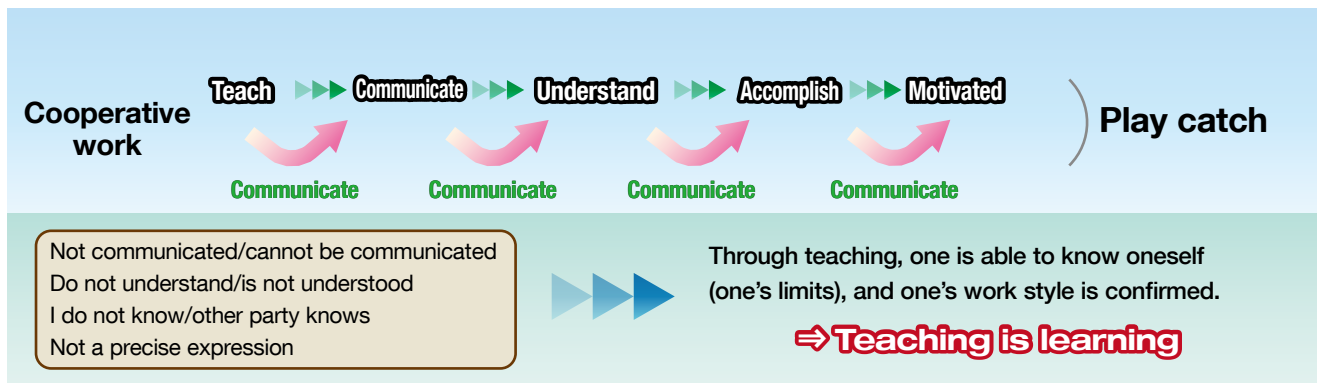 Cooperative
work
Teach
Communicate
Understand
Accomplish
Motivated
Communicate
Communicate
Communicate
Communicate
Play catch
Not communicated/cannot be communicated
Do not understand/is not understood
I do not know/other party knows
Not a precise expression
Through teaching, one is able to know oneself
(one's limits), and one's work style is confirmed.
⇒ Teaching is learning